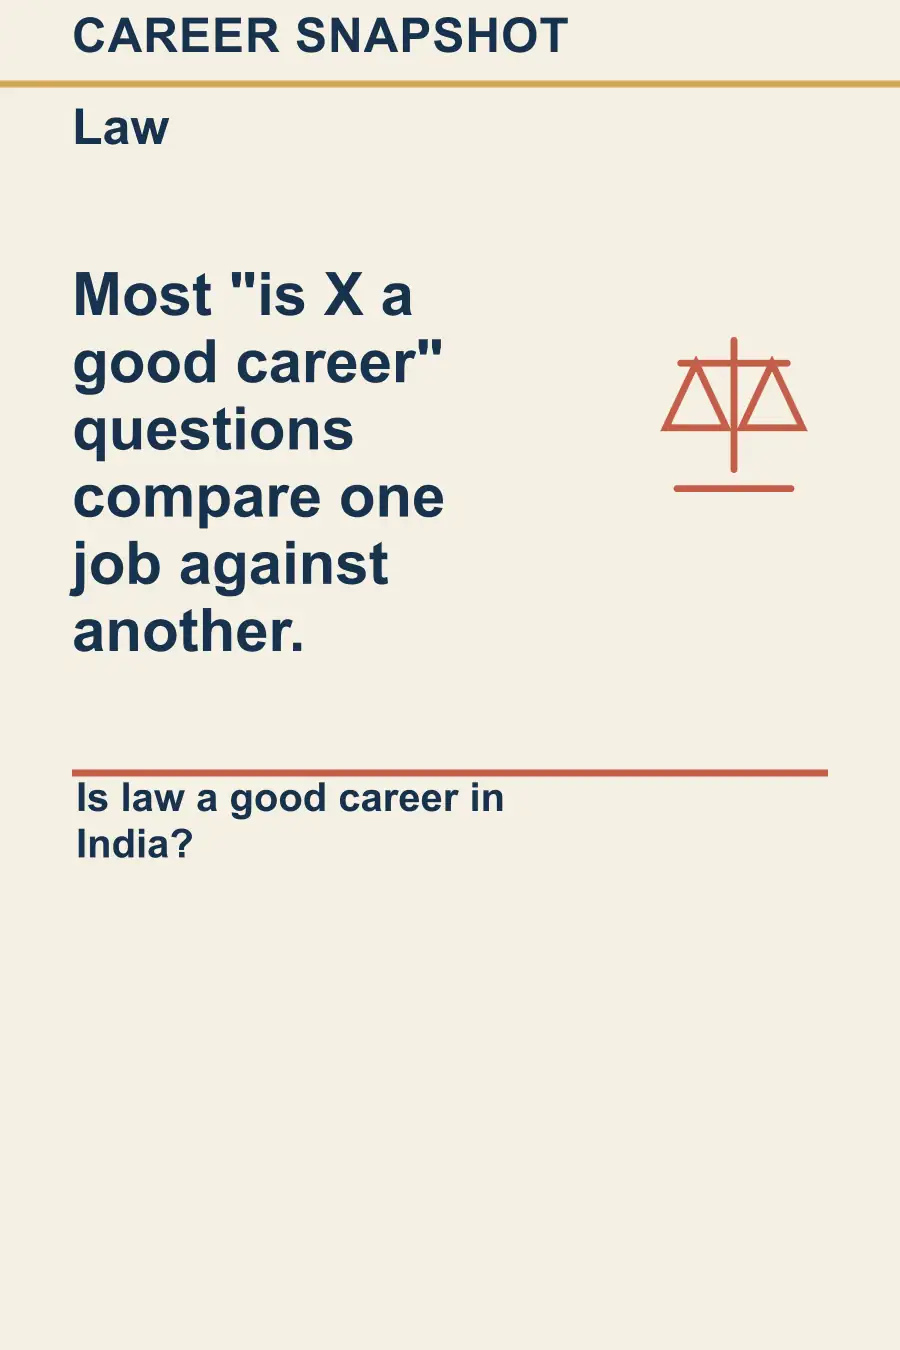 CAREER SNAPSHOT
Law
Most "is X a
good career"
questions
compare one
job against
another.
Is law a good career in
India?